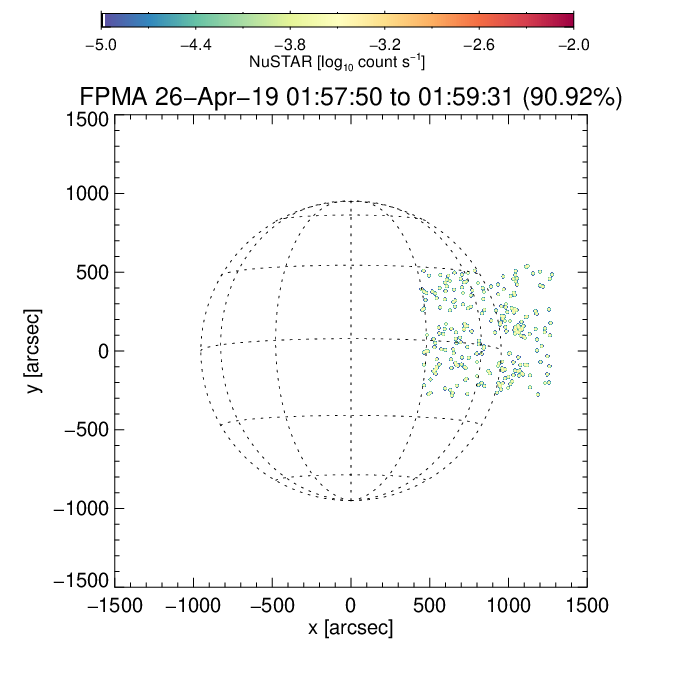 −5.0 −4.4 −3.8 −3.2 −2.6 −2.0
NuSTAR [log₁₀ count s⁻¹]
FPMA 26−Apr−19 01:57:50 to 01:59:31 (90.92%)
1500
1000
500
0
−500
−1000
−1500
y [arcsec]
−1500 −1000 −500 0 500 1000 1500
x [arcsec]